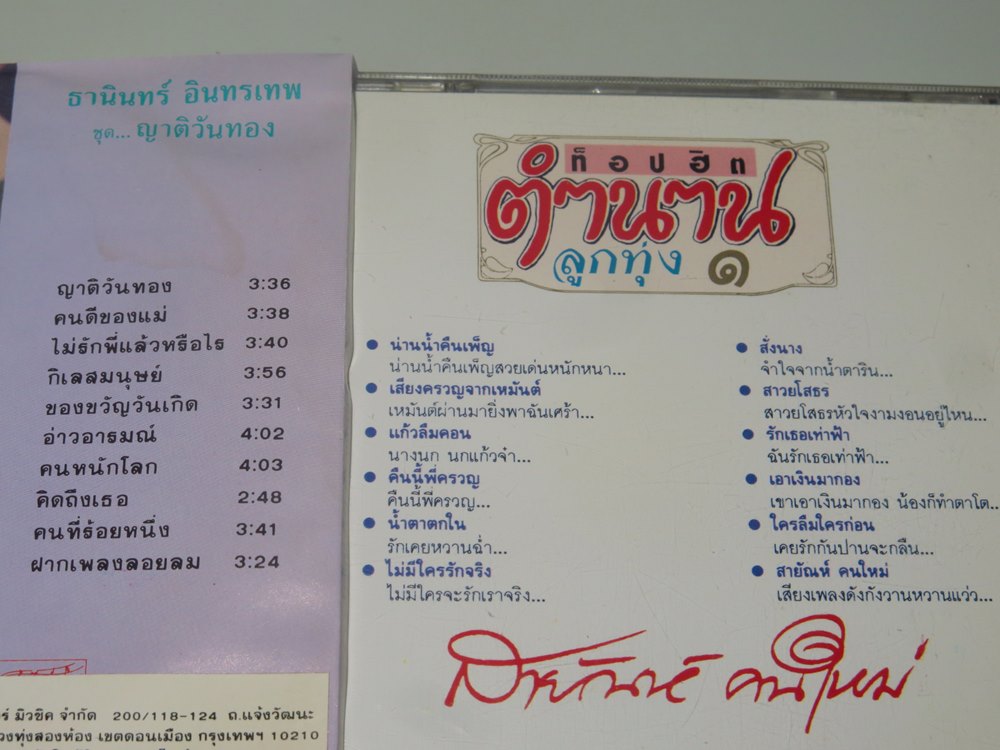 ธานินทร์ อินทรเทพ
ชุด... ญาติวันทอง
ญาติวันทอง 3:36
คนดีของแม่ 3:38
ไม่รักพี่แล้วหรือไร 3:40
กิเลสมนุษย์ 3:56
ของขวัญวันเกิด 3:31
อ่าวอารมณ์ 4:02
คนหนักโลก 4:03
คิดถึงเธอ 2:48
คนที่ร้อยหนึ่ง 3:41
ฝากเพลงลอยลม 3:24
มิวซิค จำกัด 200/118-124 ถ.แจ้งวัฒนะ
เขตดอนเมือง กรุงเทพฯ 10210
ท็อปฮิต
ตำนาน
ลูกทุ่ง ๑
น่านน้ำคืนเพ็ญ
น่านน้ำคืนเพ็ญสวยเด่นหนักหนา...
เสียงครวญจากเหมันต์
เหมันต์ผ่านมายิ่งพาฉันเศร้า...
แก้วลืมคอน
นางนก นกแก้วจ๋า...
คืนนี้พี่ครวญ
คืนนี้พี่ครวญ...
น้ำตาตกใน
รักเคยหวานฉ่ำ...
ไม่มีใครรักจริง
ไม่มีใครจะรักเราจริง...
สั่งนาง
จำใจจากน้ำตาริน...
สาวยโสธร
สาวยโสธรหัวใจงามงอนอยู่ไหน...
รักเธอเท่าฟ้า
ฉันรักเธอเท่าฟ้า...
เอาเงินมากอง
เขาเอาเงินมากอง น้องก็ทำตาโต...
ใครลืมใครก่อน
เคยรักกันปานจะกลืน...
สายัณห์ คนใหม่
เสียงเพลงดังกังวานหวานแว่ว...
สายัณห์ คนใหม่